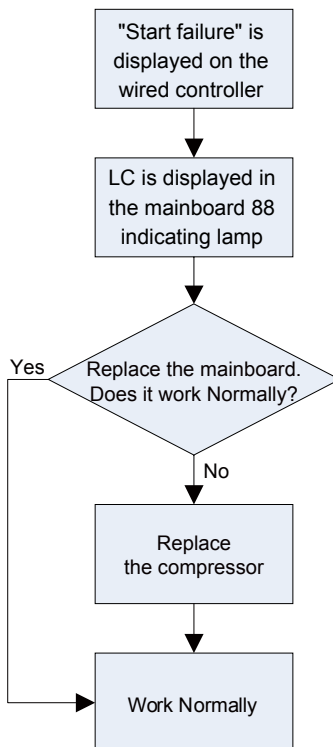 "Start failure" is
displayed on the
wired controller
LC is displayed in
the mainboard 88
indicating lamp
Yes
Replace the mainboard.
Does it work Normally?
No
Replace
the compressor
Work Normally